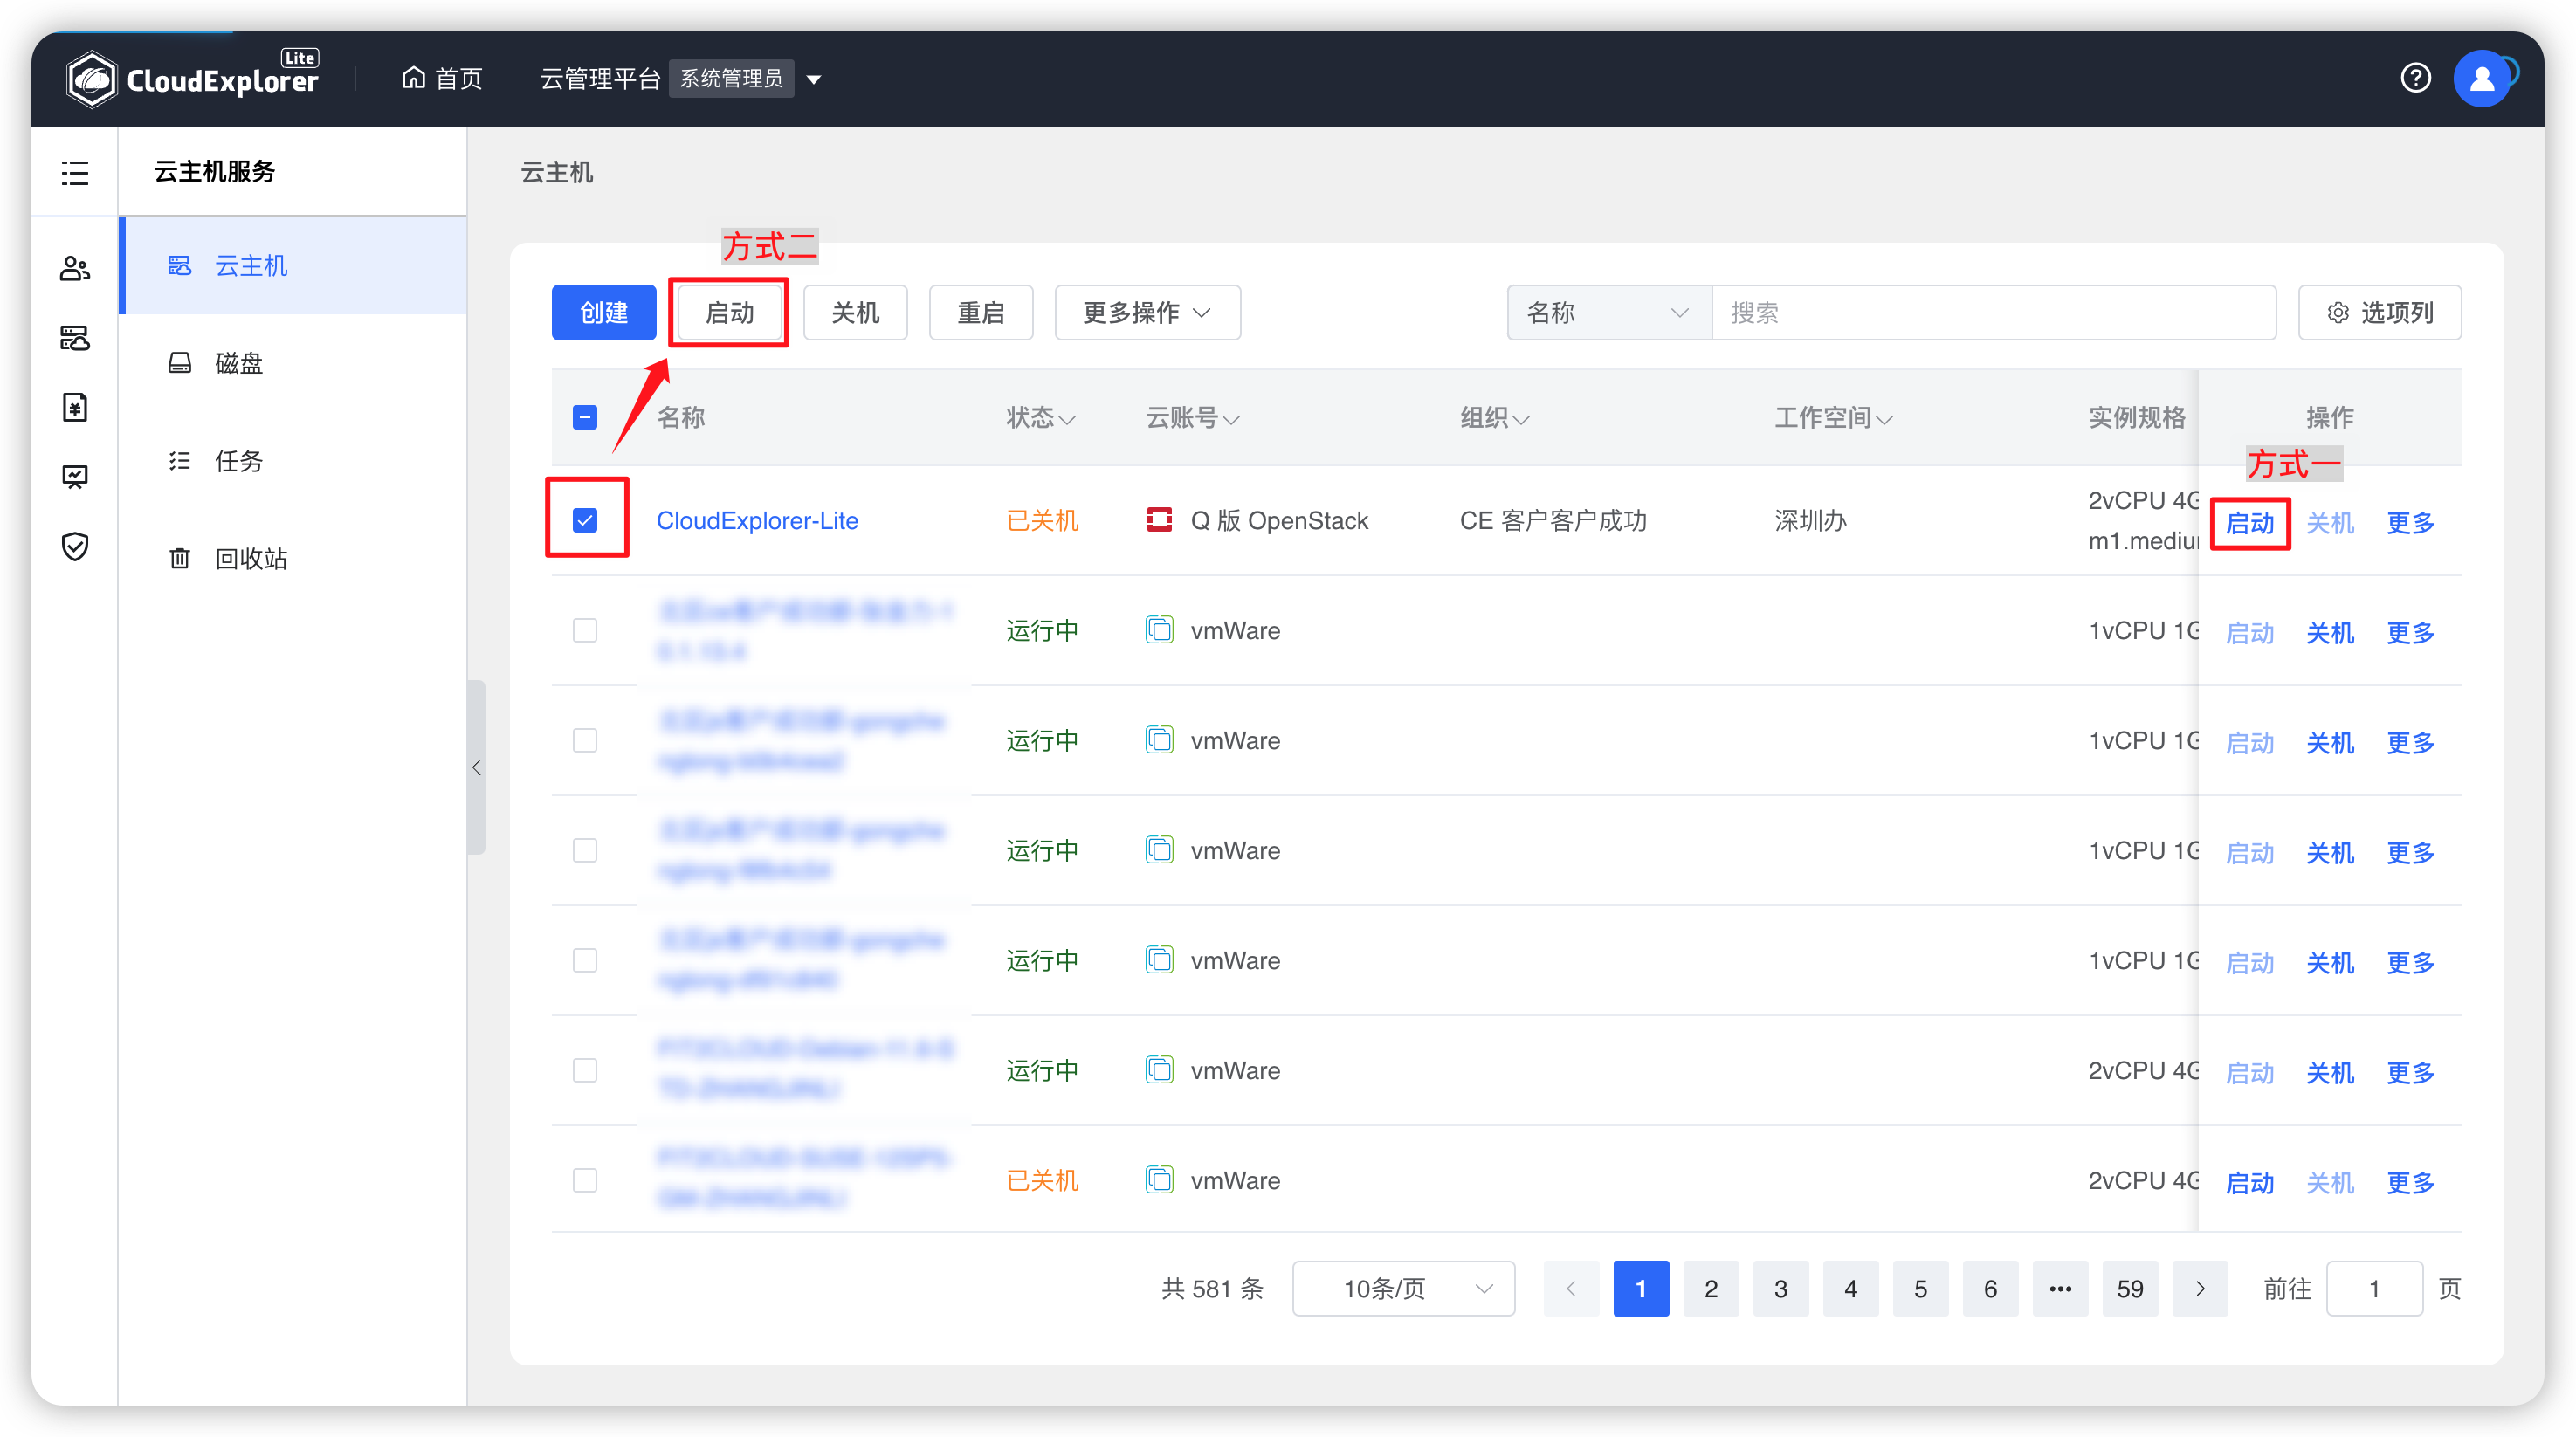 CloudExplorer Lite
首页
云管理平台 系统管理员
云主机服务
云主机
磁盘
任务
回收站
云主机
方式二
创建 启动 关机 重启 更多操作 名称 搜索 选项列
名称 状态 云账号 组织 工作空间 实例规格 操作
方式一
CloudExplorer-Lite 已关机 Q 版 OpenStack CE 客户客户成功 深圳办 2vCPU 4G 启动 关机 更多
运行中 vmWare 1vCPU 1G 启动 关机 更多
运行中 vmWare 1vCPU 1G 启动 关机 更多
运行中 vmWare 1vCPU 1G 启动 关机 更多
运行中 vmWare 1vCPU 1G 启动 关机 更多
运行中 vmWare 2vCPU 4G 启动 关机 更多
已关机 vmWare 2vCPU 4G 启动 关机 更多
共 581 条 10条/页 1 2 3 4 5 6 ••• 59 前往 1 页